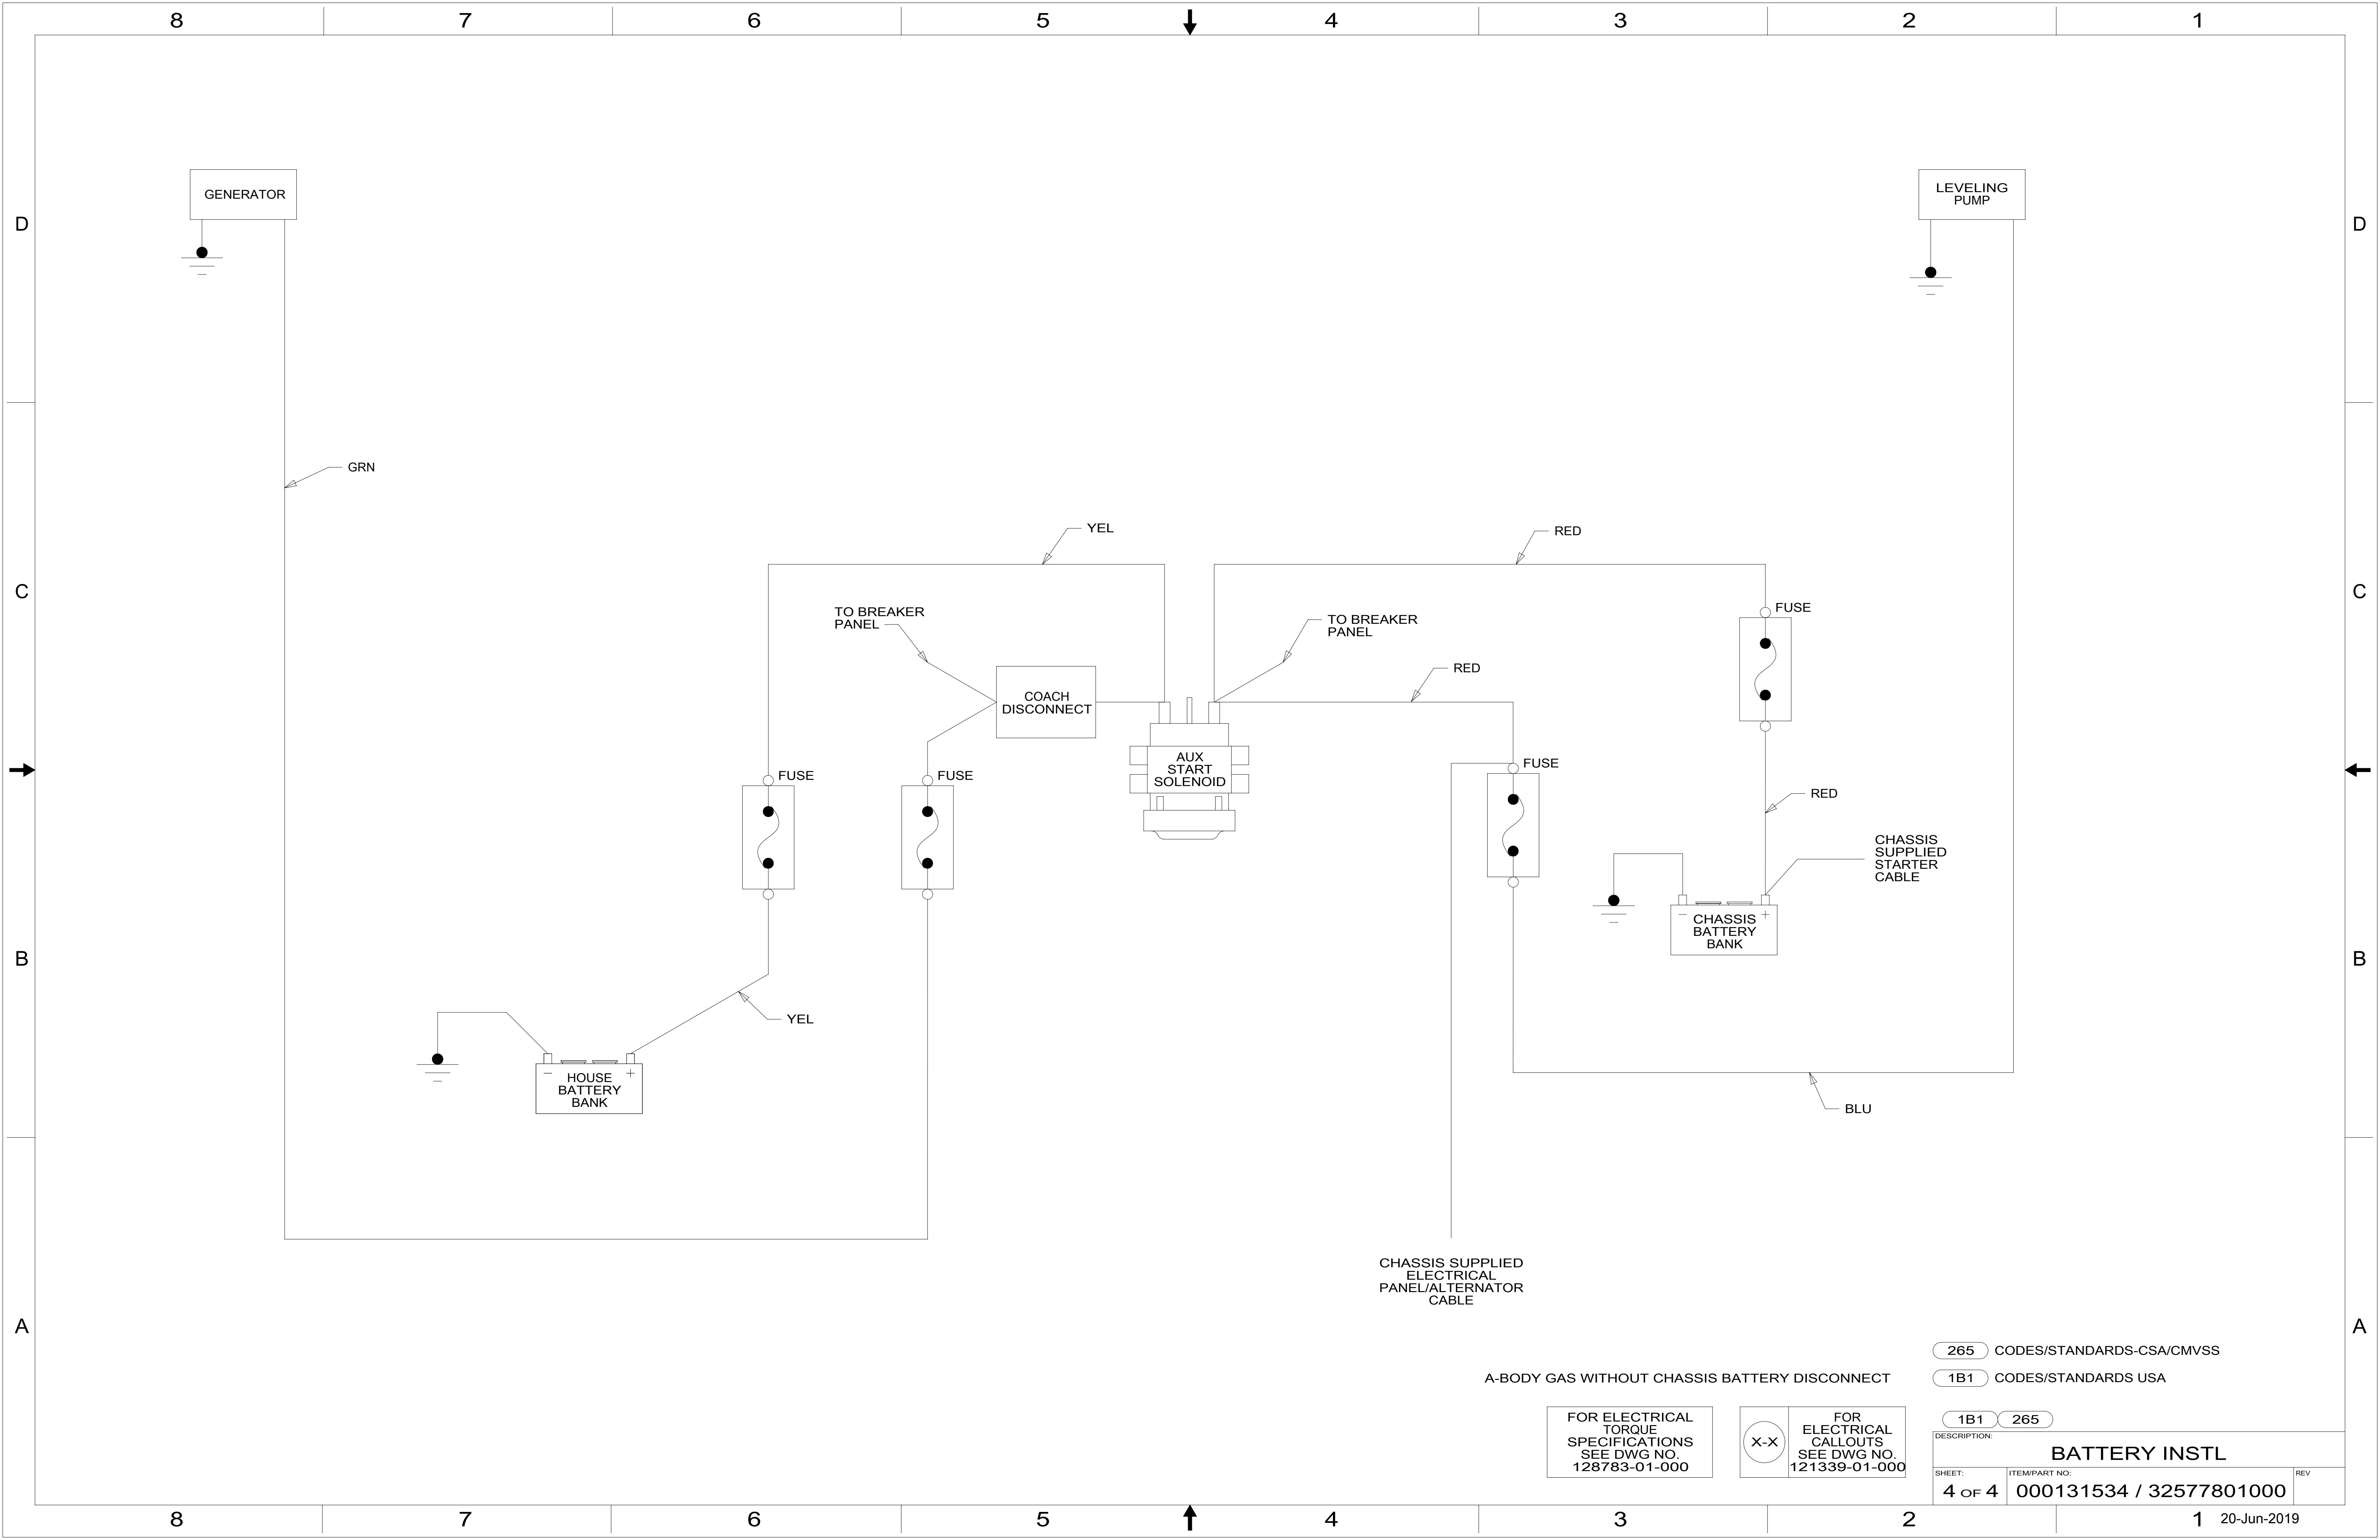 8 7 6 5 4 3 2 1
GENERATOR
LEVELING
PUMP
D D
GRN
YEL
RED
C C
TO BREAKER
PANEL
TO BREAKER
PANEL
FUSE
RED
COACH
DISCONNECT
AUX
START
SOLENOID
FUSE
FUSE
FUSE
RED
CHASSIS
SUPPLIED
STARTER
CABLE
− +
CHASSIS
BATTERY
BANK
B B
YEL
− +
HOUSE
BATTERY
BANK
BLU
CHASSIS SUPPLIED
ELECTRICAL
PANEL/ALTERNATOR
CABLE
A A
265 CODES/STANDARDS-CSA/CMVSS
A-BODY GAS WITHOUT CHASSIS BATTERY DISCONNECT
1B1 CODES/STANDARDS USA
FOR ELECTRICAL
TORQUE
SPECIFICATIONS
SEE DWG NO.
128783-01-000
X-X
FOR
ELECTRICAL
CALLOUTS
SEE DWG NO.
121339-01-000
1B1 265
DESCRIPTION:
BATTERY INSTL
SHEET: ITEM/PART NO: REV
4 OF 4 000131534 / 32577801000
8 7 6 5 4 3 2 1
20-Jun-2019